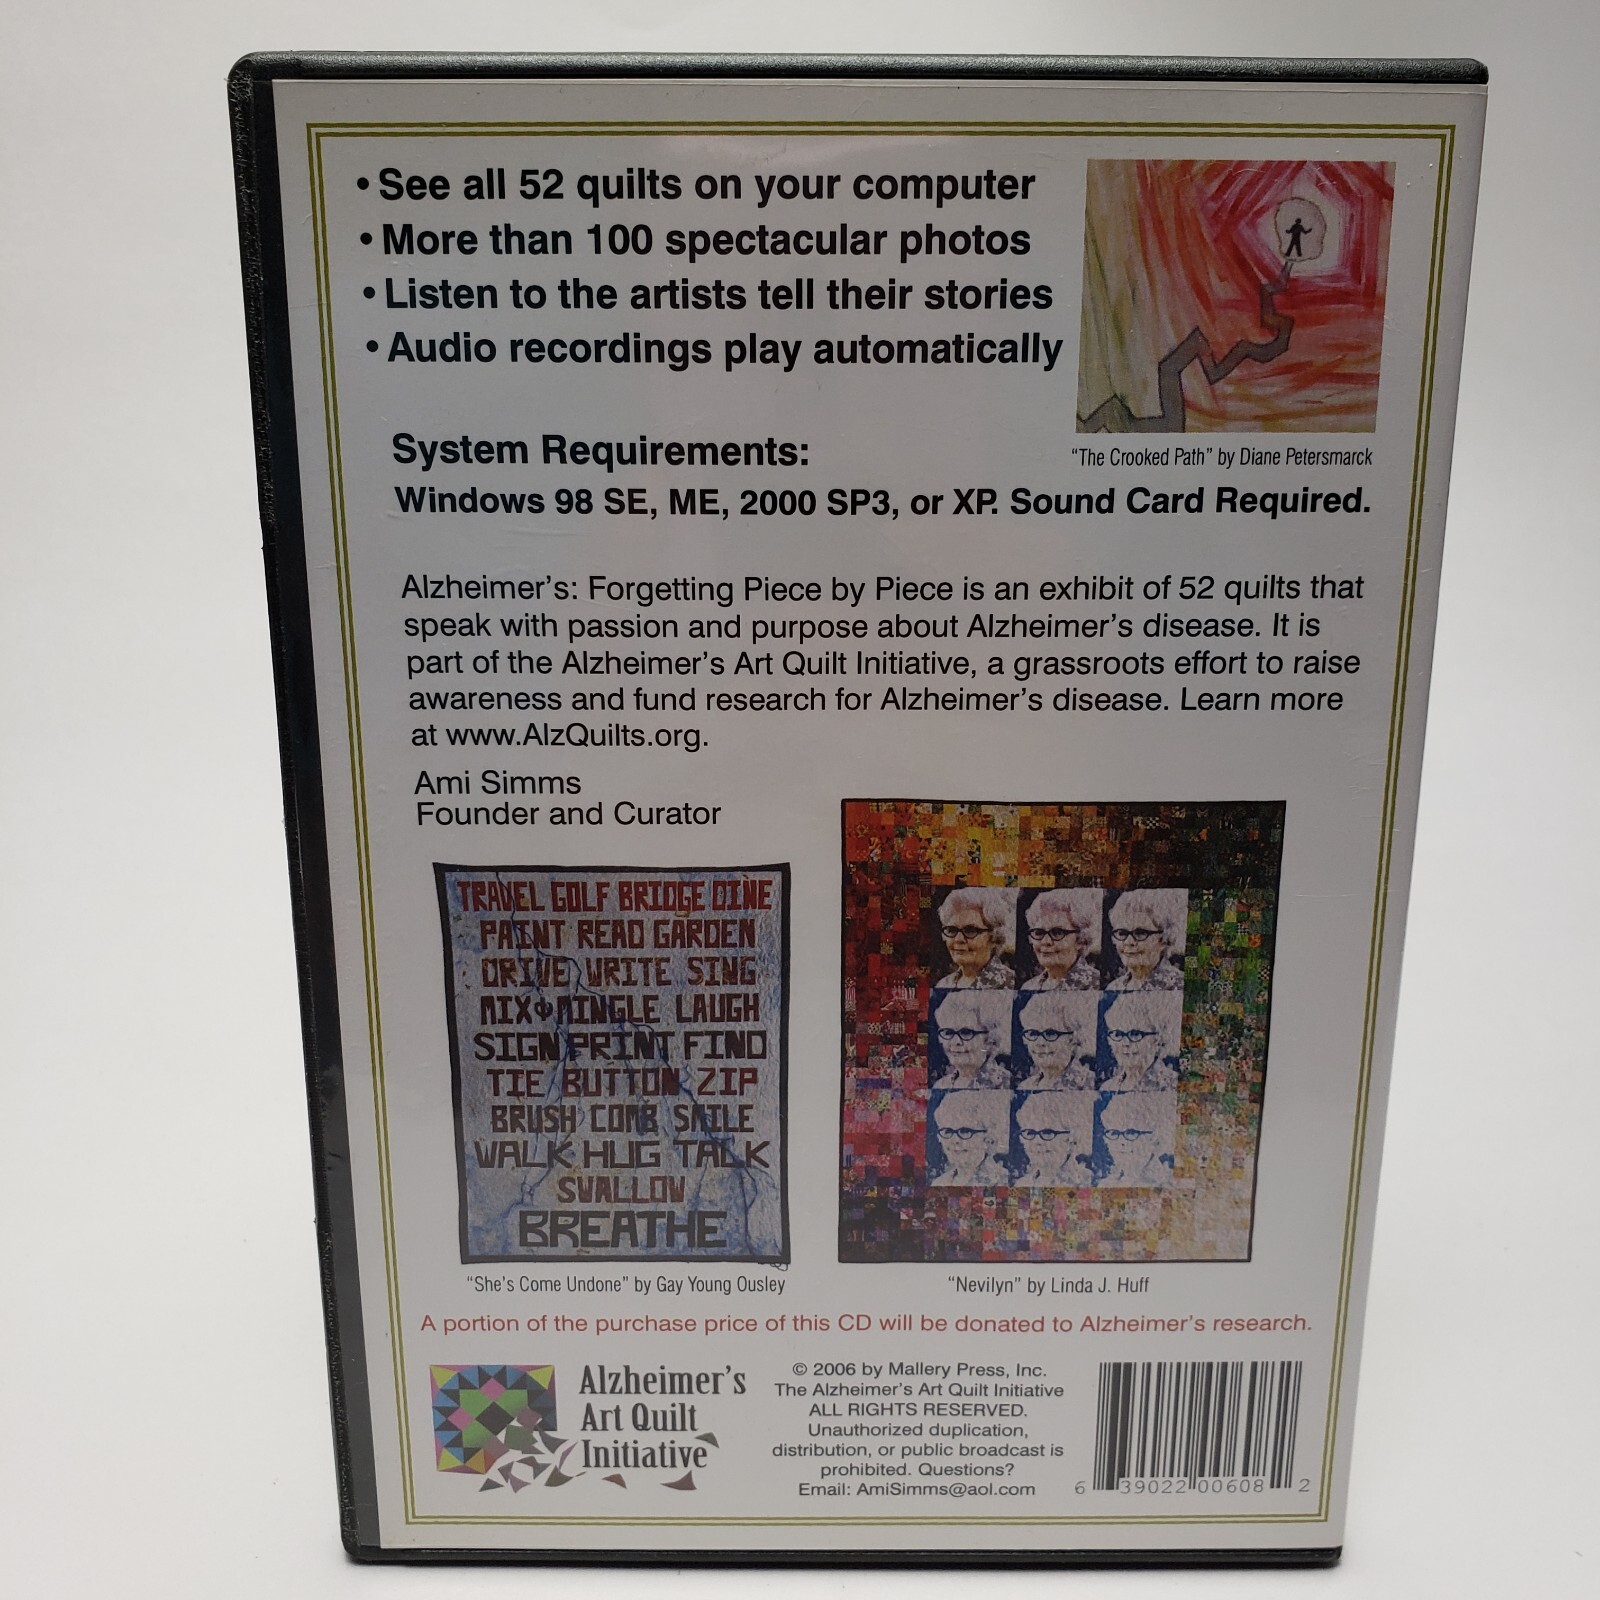 • See all 52 quilts on your computer
• More than 100 spectacular photos
• Listen to the artists tell their stories
• Audio recordings play automatically
"The Crooked Path" by Diane Petersmarck
System Requirements:
Windows 98 SE, ME, 2000 SP3, or XP. Sound Card Required.
Alzheimer's: Forgetting Piece by Piece is an exhibit of 52 quilts that
speak with passion and purpose about Alzheimer's disease. It is
part of the Alzheimer's Art Quilt Initiative, a grassroots effort to raise
awareness and fund research for Alzheimer's disease. Learn more
at www.AlzQuilts.org.
Ami Simms
Founder and Curator
TRAVEL GOLF BRIDGE DINE
PAINT READ GARDEN
DRIVE WRITE SING
MIX MINGLE LAUGH
SIGN PRINT FIND
TIE BUTTON ZIP
BRUSH COMB SMILE
WALK HUG TALK
SWALLOW
BREATHE
"She's Come Undone" by Gay Young Ousley
"Nevilyn" by Linda J. Huff
A portion of the purchase price of this CD will be donated to Alzheimer's research.
Alzheimer's
Art Quilt
Initiative
© 2006 by Mallery Press, Inc.
The Alzheimer's Art Quilt Initiative
ALL RIGHTS RESERVED.
Unauthorized duplication,
distribution, or public broadcast is
prohibited. Questions?
Email: AmiSimms@aol.com
6 39022 00608 2